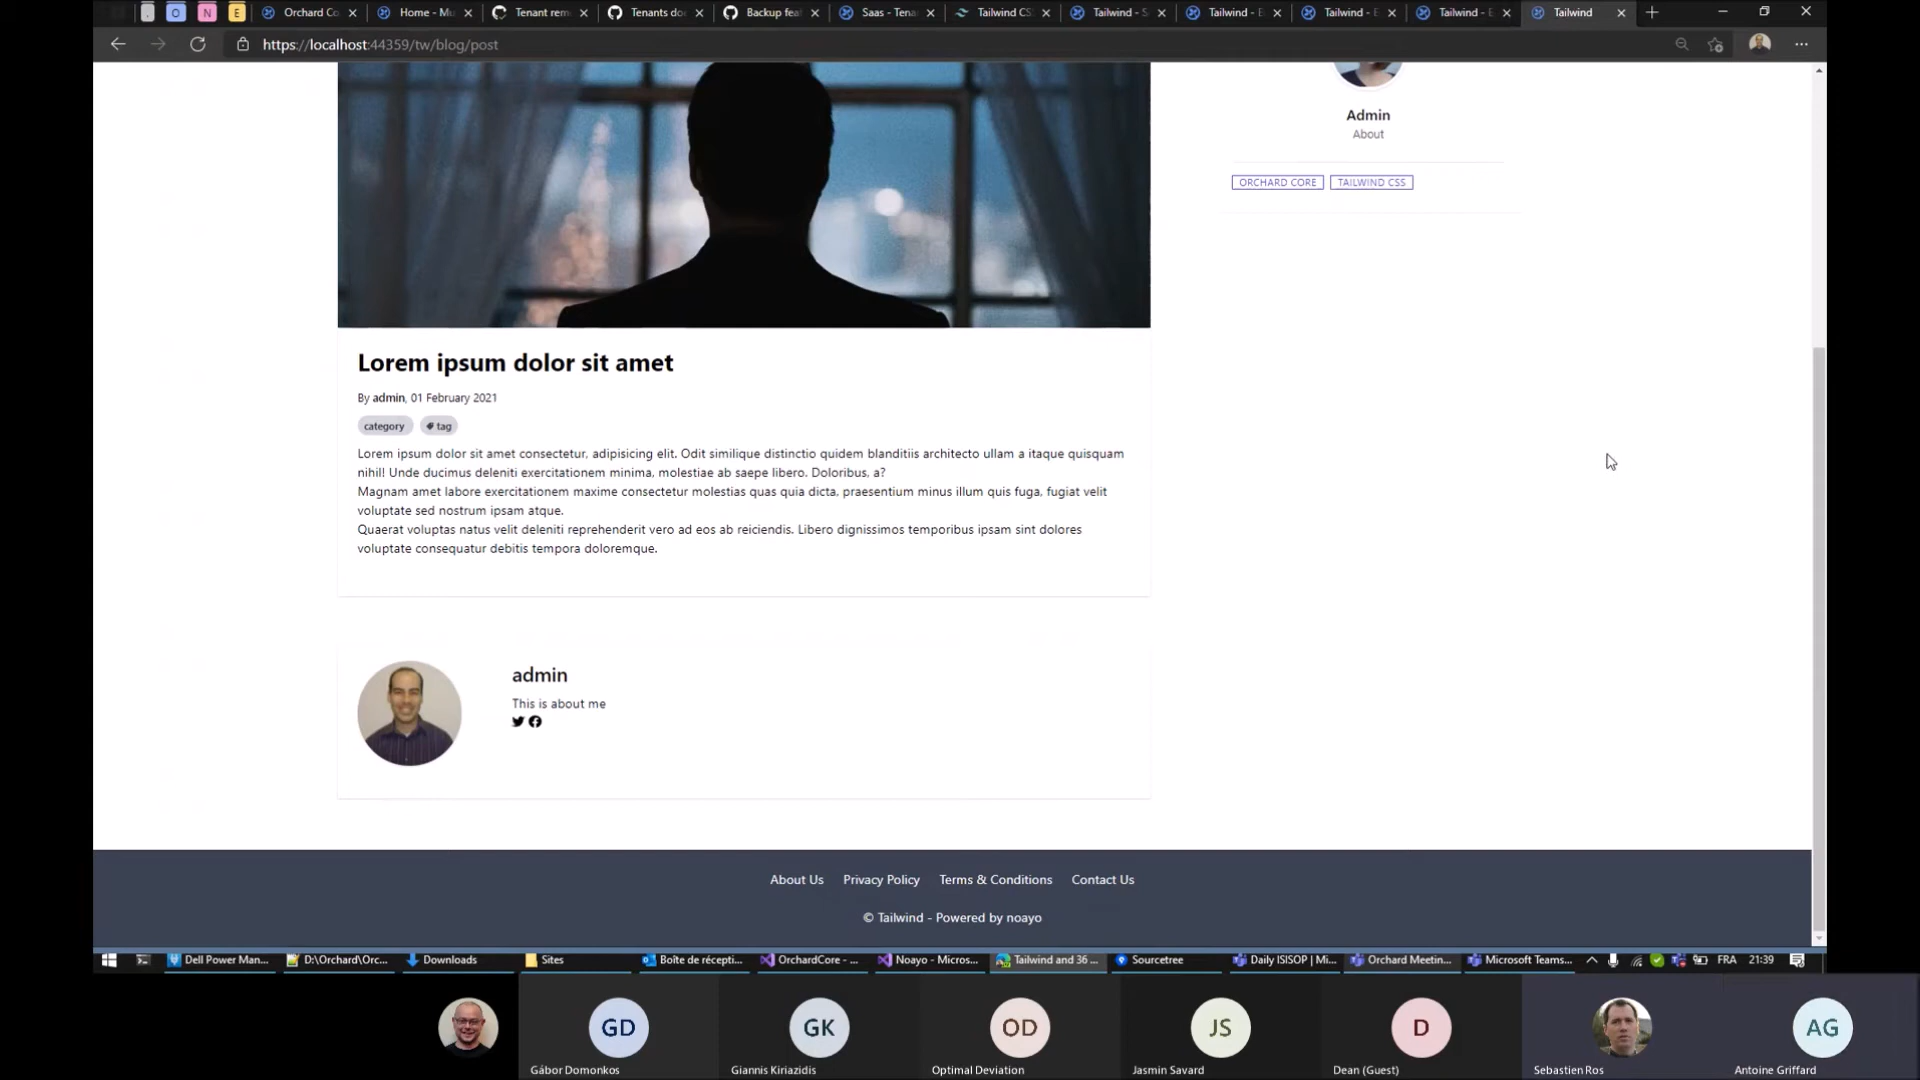 O
N
E
Orchard Co
Home - Mu
Tenant rem
Tenants do
Backup fea
Saas - Tena
Tailwind CS
Tailwind - S
Tailwind - E
Tailwind - E
Tailwind - E
Tailwind
https://localhost:44359/tw/blog/post
Admin
About
ORCHARD CORE TAILWIND CSS
Lorem ipsum dolor sit amet
By admin, 01 February 2021
category tag
Lorem ipsum dolor sit amet consectetur, adipisicing elit. Odit similique distinctio quidem blanditiis architecto ullam a itaque quisquam
nihil! Unde ducimus deleniti exercitationem minima, molestiae ab saepe libero. Doloribus, a?
Magnam amet labore exercitationem maxime consectetur molestias quas quia dicta, praesentium minus illum quis fuga, fugiat velit
voluptate sed nostrum ipsam atque.
Quaerat voluptas natus velit deleniti reprehenderit vero ad eos ab reiciendis. Libero dignissimos temporibus ipsam sint dolores
voluptate consequatur debitis tempora doloremque.
admin
This is about me
About Us Privacy Policy Terms & Conditions Contact Us
© Tailwind - Powered by noayo
Dell Power Man...
D:\Orchard\Orc...
Downloads
Sites
Boîte de récepti...
OrchardCore - ...
Noayo - Micros...
Tailwind and 36 ...
Sourcetree
Daily ISISOP | Mi...
Orchard Meetin...
Microsoft Teams...
FRA
21:39
GD
GK
OD
JS
D
AG
Gábor Domonkos
Giannis Kiriazidis
Optimal Deviation
Jasmin Savard
Dean (Guest)
Sebastien Ros
Antoine Griffard